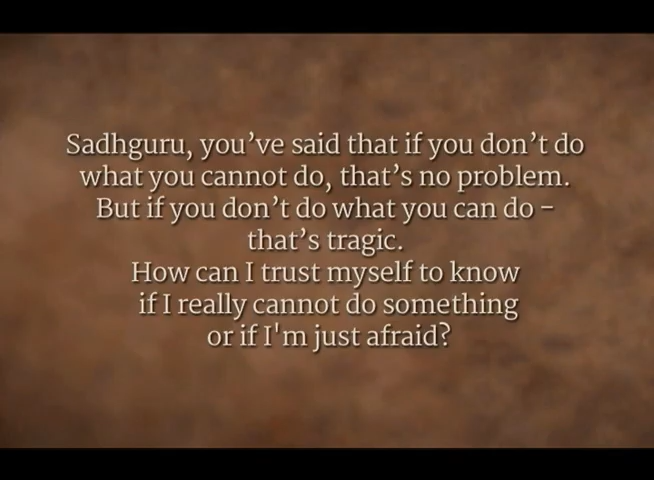 Sadhguru, you’ve said that if you don’t do
what you cannot do, that’s no problem.
But if you don’t do what you can do –
that’s tragic.
How can I trust myself to know
if I really cannot do something
or if I'm just afraid?